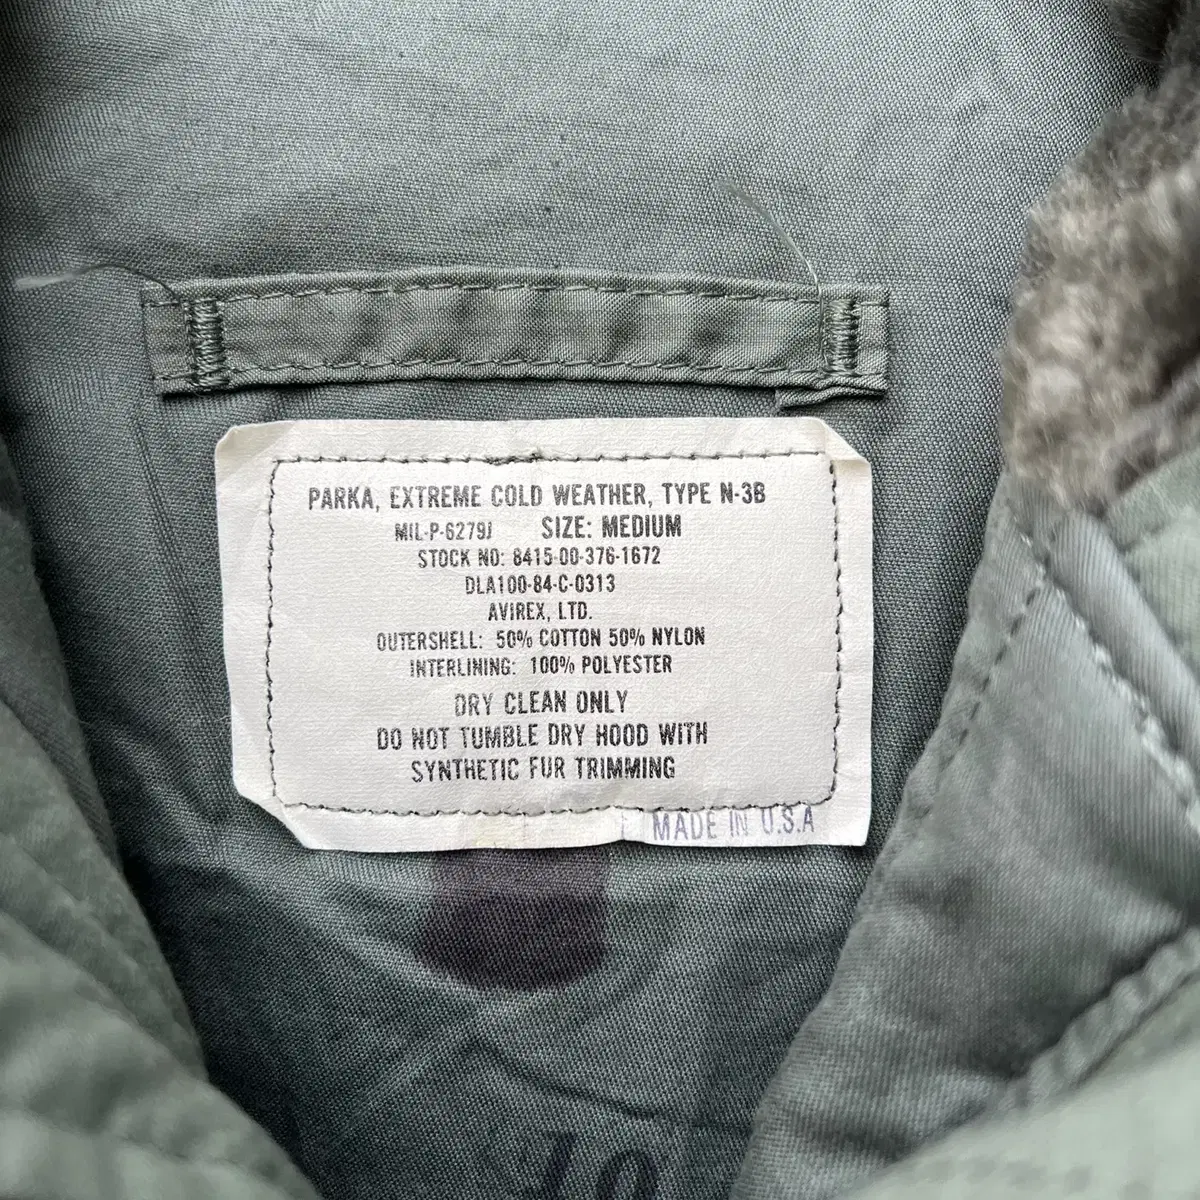 PARKA, EXTREME COLD WEATHER, TYPE N-3B
MIL-P-6279J SIZE: MEDIUM
STOCK NO: 8415-00-376-1672
DLA100-84-C-0313
AVIREX, LTD.
OUTERSHELL: 50% COTTON 50% NYLON
INTERLINING: 100% POLYESTER
DRY CLEAN ONLY
DO NOT TUMBLE DRY HOOD WITH
SYNTHETIC FUR TRIMMING
MADE IN U.S.A